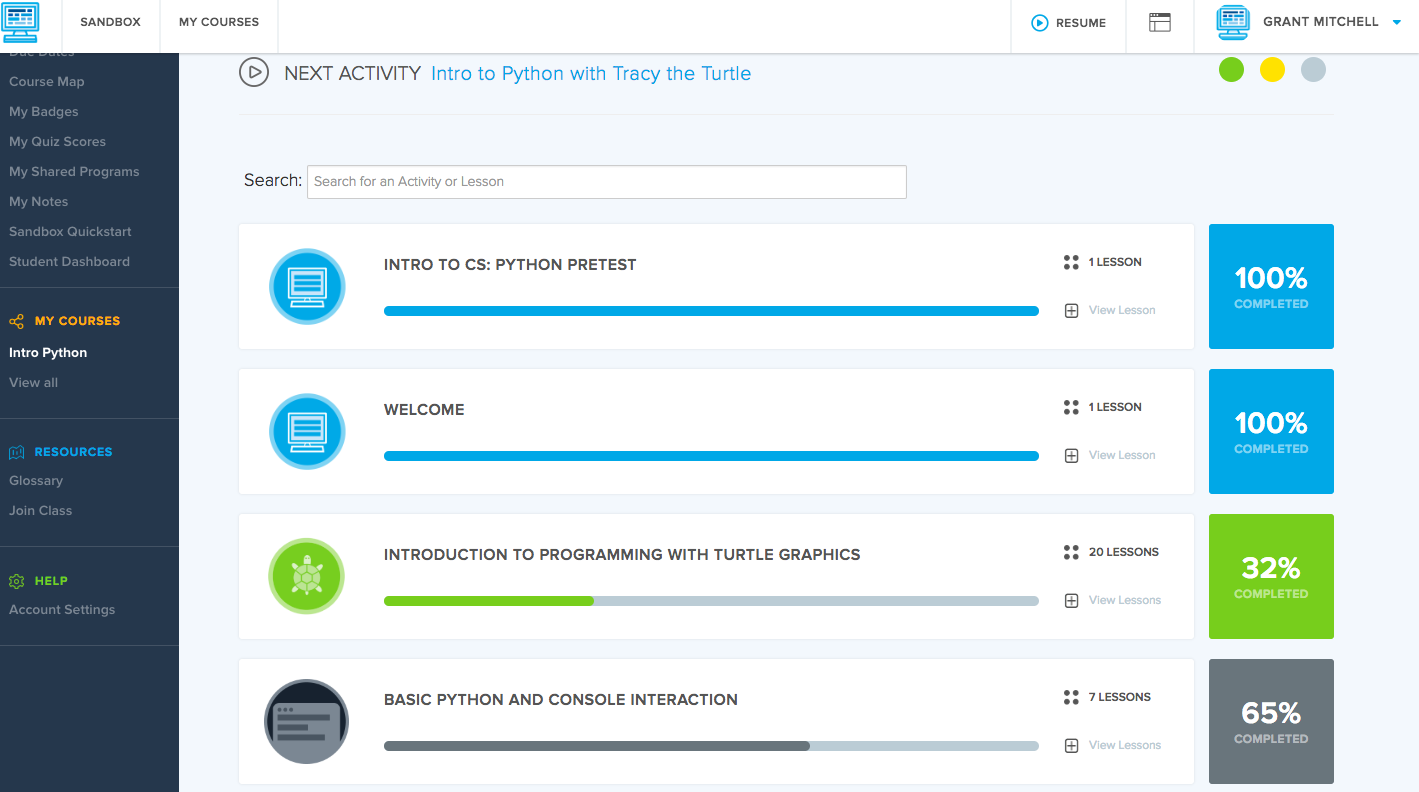 SANDBOX
MY COURSES
RESUME
GRANT MITCHELL
Due Dates
Course Map
My Badges
My Quiz Scores
My Shared Programs
My Notes
Sandbox Quickstart
Student Dashboard
MY COURSES
Intro Python
View all
RESOURCES
Glossary
Join Class
HELP
Account Settings
NEXT ACTIVITY Intro to Python with Tracy the Turtle
Search: Search for an Activity or Lesson
INTRO TO CS: PYTHON PRETEST
1 LESSON
View Lesson
100%
COMPLETED
WELCOME
1 LESSON
View Lesson
100%
COMPLETED
INTRODUCTION TO PROGRAMMING WITH TURTLE GRAPHICS
20 LESSONS
View Lessons
32%
COMPLETED
BASIC PYTHON AND CONSOLE INTERACTION
7 LESSONS
View Lessons
65%
COMPLETED